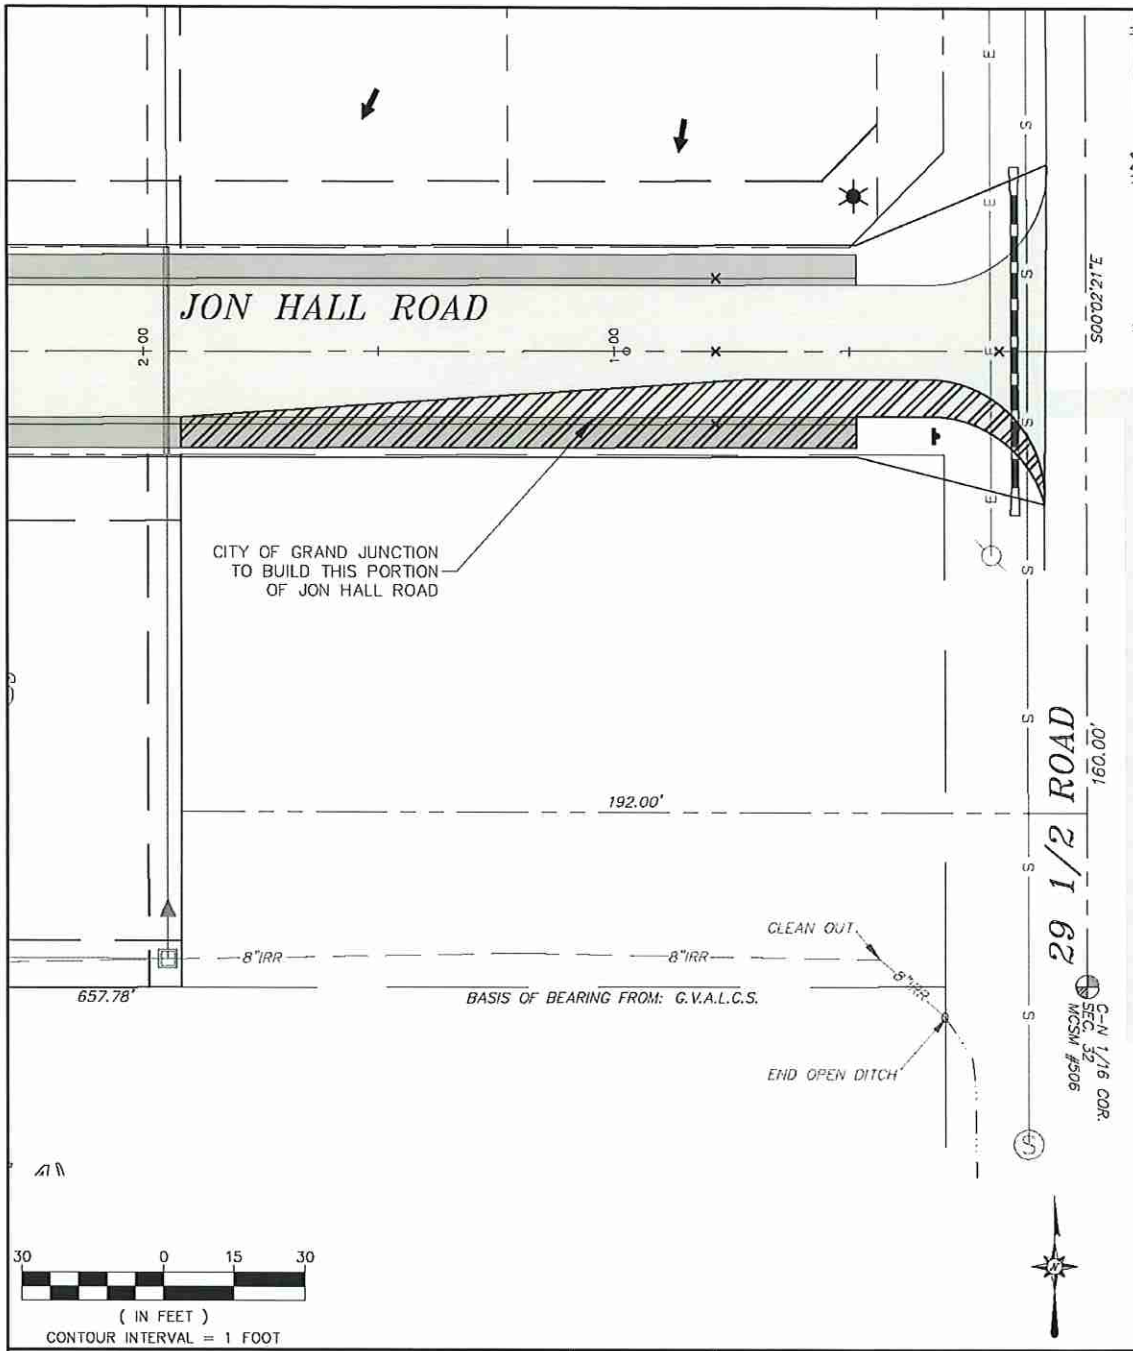 E
S
E
S
JON HALL ROAD
S00°02'21"E
2+00
1+00
E
S
E
CITY OF GRAND JUNCTION
TO BUILD THIS PORTION
OF JON HALL ROAD
S
S
29 1/2 ROAD
160.00'
192.00'
S
CLEAN OUT
8"IRR
8"IRR
8"IRR
657.78'
BASIS OF BEARING FROM: G.V.A.L.C.S.
C-N 1/16 COR.
SEC. 32
MCSM #506
S
END OPEN DITCH
S
30 0 15 30
N
( IN FEET )
CONTOUR INTERVAL = 1 FOOT